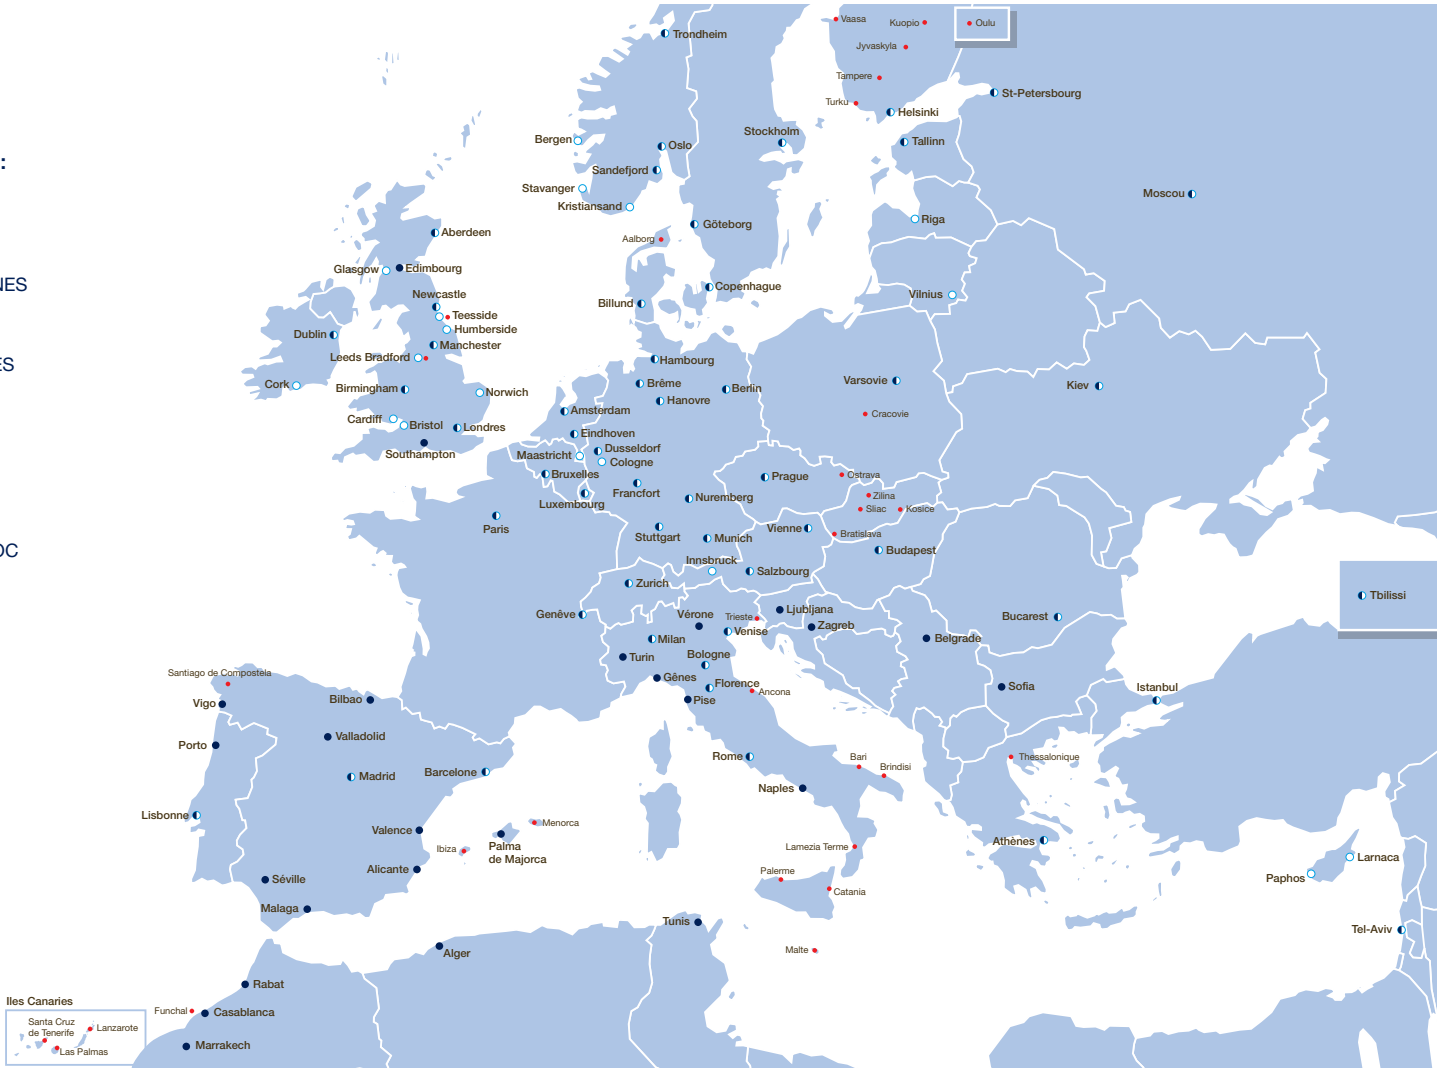 Vaasa
Kuopio
Oulu
Trondheim
Jyvaskyla
Tampere
St-Petersbourg
Turku
Helsinki
Stockholm
Bergen
Oslo
Tallinn
:
Sandefjord
Stavanger
Moscou
Kristiansand
Riga
Göteborg
Aberdeen
Aalborg
Glasgow
Edimbourg
NES
Copenhague
Newcastle
Billund
Vilnius
Teesside
Humberside
Dublin
Manchester
Leeds Bradford
Hambourg
ES
Cork
Birmingham
Norwich
Brême
Berlin
Varsovie
Kiev
Hanovre
Amsterdam
Cracovie
Cardiff
Bristol
Londres
Eindhoven
Southampton
Dusseldorf
Maastricht
Cologne
Bruxelles
Prague
Ostrava
Luxembourg
Francfort
Nuremberg
Zilina
Sliac
Kosice
Paris
Stuttgart
Munich
Vienne
Bratislava
OC
Budapest
Innsbruck
Salzbourg
Zurich
Tbilissi
Genêve
Vérone
Trieste
Ljubljana
Bucarest
Zagreb
Milan
Venise
Belgrade
Turin
Bologne
Santiago de Compostela
Gênes
Florence
Ancona
Sofia
Istanbul
Vigo
Bilbao
Pise
Valladolid
Porto
Rome
Bari
Thessalonique
Madrid
Barcelone
Brindisi
Naples
Lisbonne
Menorca
Valence
Ibiza
Palma
de Majorca
Athènes
Lamezia Terme
Larnaca
Alicante
Palerme
Paphos
Séville
Catania
Malaga
Tunis
Tel-Aviv
Alger
Malte
Rabat
Iles Canaries
Funchal
Casablanca
Santa Cruz
de Tenerife
Lanzarote
Las Palmas
Marrakech